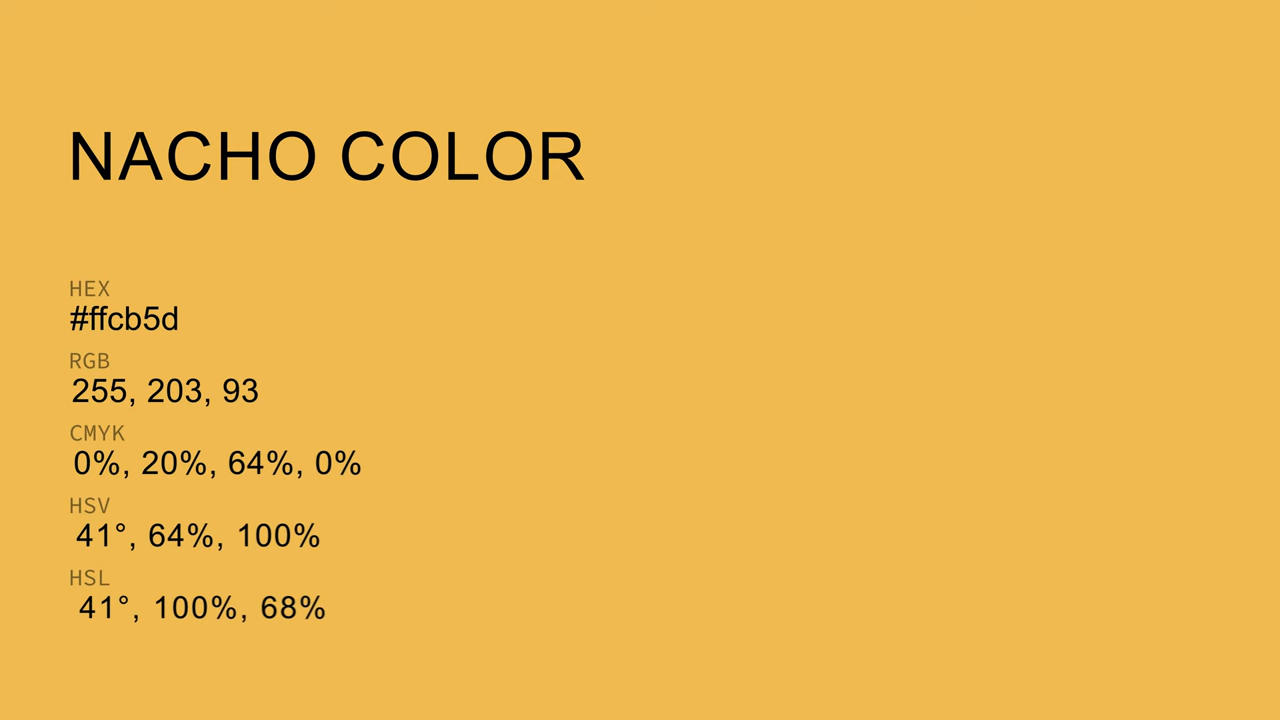 NACHO COLOR
HEX
#ffcb5d
RGB
255, 203, 93
CMYK
0%, 20%, 64%, 0%
HSV
41°, 64%, 100%
HSL
41°, 100%, 68%